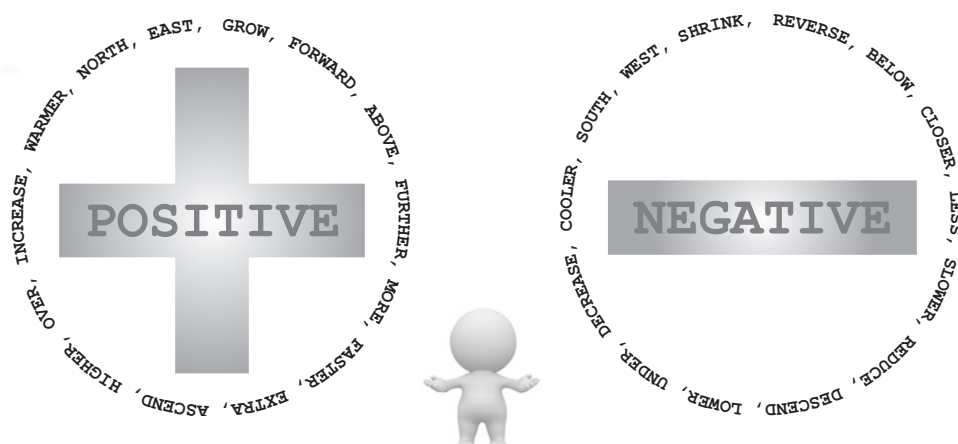 INCREASE, WARMER, NORTH, EAST, GROW, FORWARD, ABOVE, FURTHER, MORE, FASTER, EXTRA, ASCEND, HIGHER, OVER,
POSITIVE
DECREASE, COOLER, SOUTH, WEST, SHRINK, REVERSE, BELOW, CLOSER, LESS, SLOWER, REDUCE, DESCEND, LOWER, UNDER,
NEGATIVE